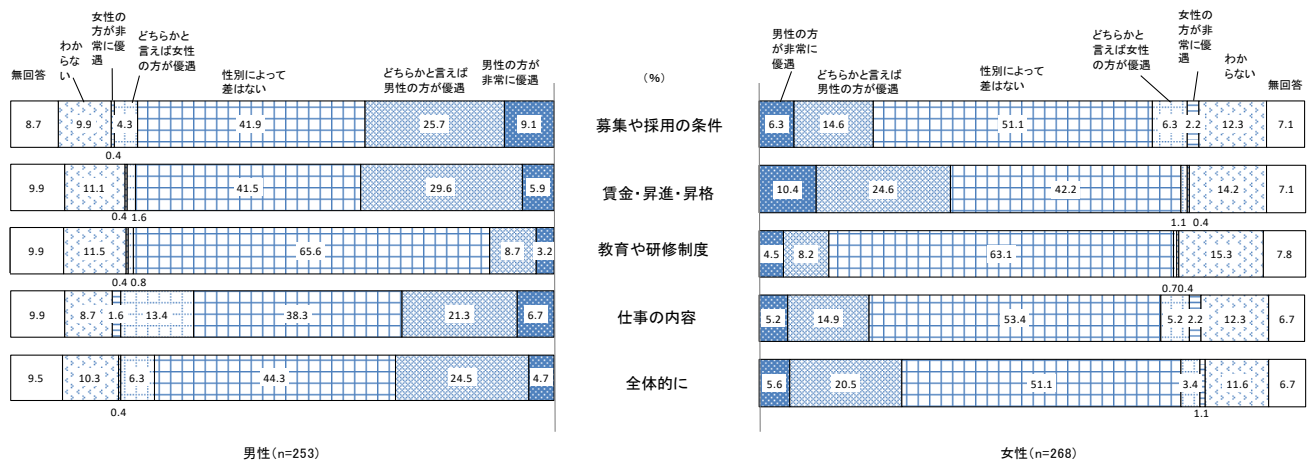 無回答
わか
らない
女性の
方が非
常に優
遇
どちらかと
言えば女性
の方が優遇
性別によって
差はない
どちらかと言えば
男性の方が優遇
男性の方が
非常に優遇
(%)
男性の方
が非常に
優遇
どちらかと言えば
男性の方が優遇
性別によって
差はない
どちらかと
言えば女性
の方が優遇
女性の
方が非
常に優
遇
わか
らない
無回答
8.7 9.9 4.3 41.9 25.7 9.1 募集や採用の条件 6.3 14.6 51.1 6.3 2.2 12.3 7.1
0.4
9.9 11.1 41.5 29.6 5.9 賃金・昇進・昇格 10.4 24.6 42.2 14.2 7.1
0.4 1.6 1.1 0.4
9.9 11.5 65.6 8.7 3.2 教育や研修制度 4.5 8.2 63.1 15.3 7.8
0.4 0.8 0.7 0.4
9.9 8.7 1.6 13.4 38.3 21.3 6.7 仕事の内容 5.2 14.9 53.4 5.2 2.2 12.3 6.7
9.5 10.3 6.3 44.3 24.5 4.7 全体的に 5.6 20.5 51.1 3.4 11.6 6.7
0.4 1.1
男性(n=253) 女性(n=268)